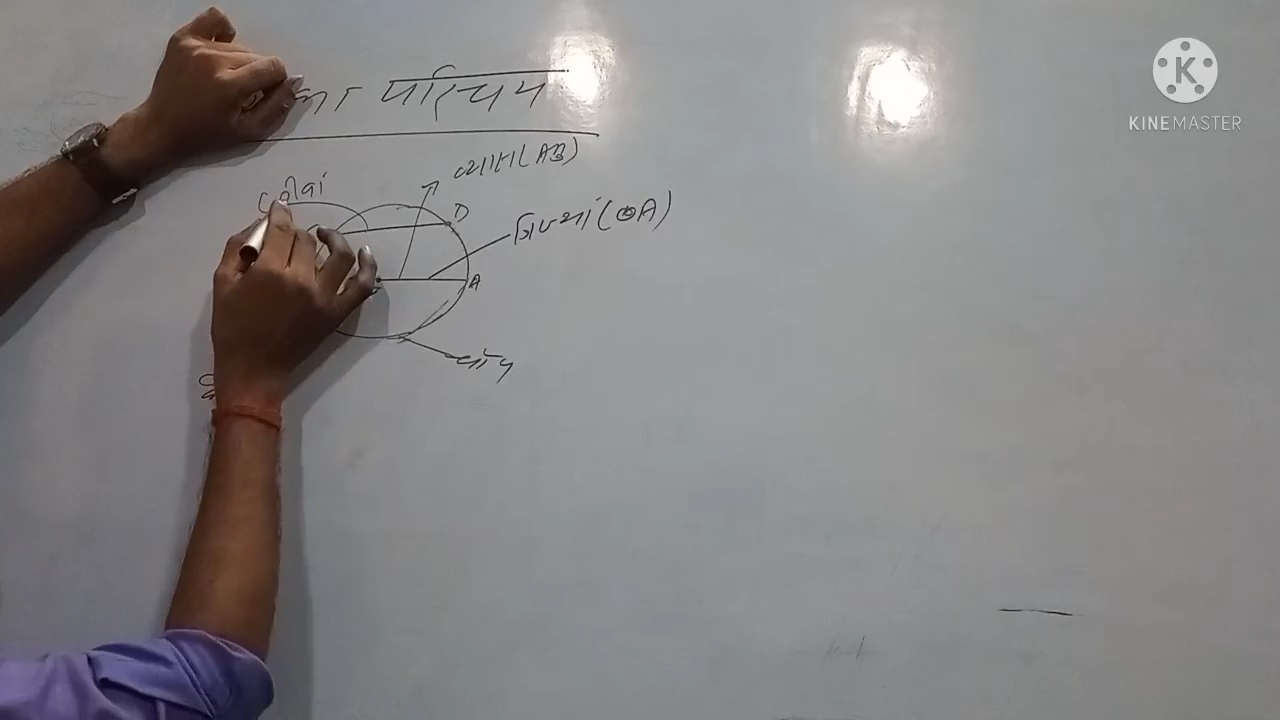 का परिचय
व्यास (AB)
जीवां
D
त्रिज्यां (OA)
A
चाप
K
KINEMASTER